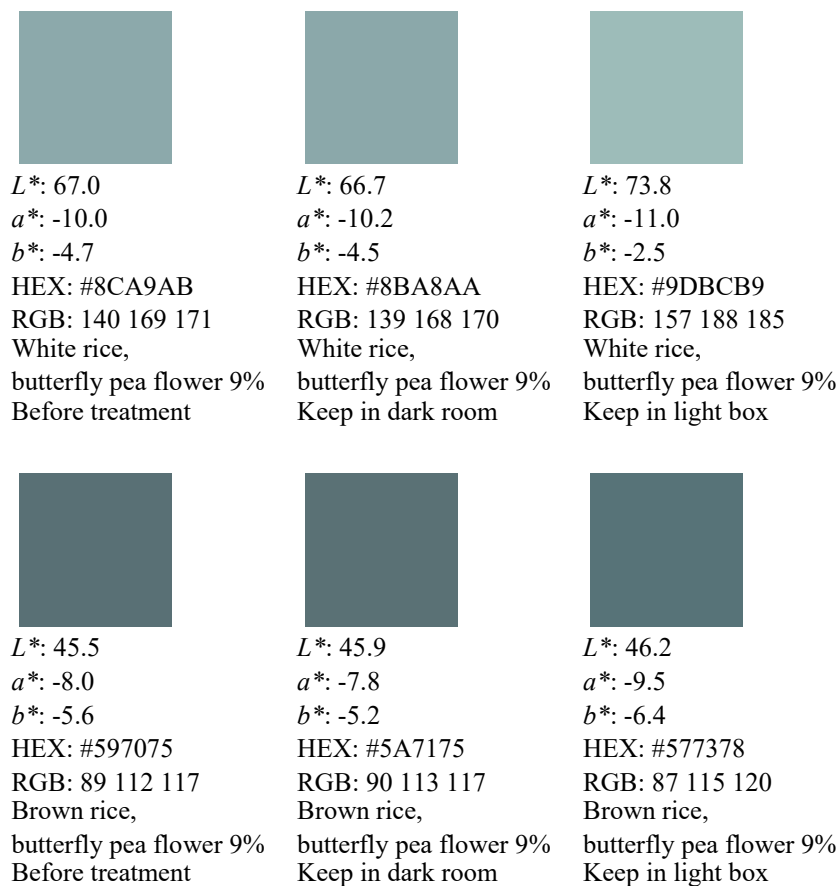 L*: 67.0
a*: -10.0
b*: -4.7
HEX: #8CA9AB
RGB: 140 169 171
White rice,
butterfly pea flower 9%
Before treatment
L*: 66.7
a*: -10.2
b*: -4.5
HEX: #8BA8AA
RGB: 139 168 170
White rice,
butterfly pea flower 9%
Keep in dark room
L*: 73.8
a*: -11.0
b*: -2.5
HEX: #9DBCB9
RGB: 157 188 185
White rice,
butterfly pea flower 9%
Keep in light box
L*: 45.5
a*: -8.0
b*: -5.6
HEX: #597075
RGB: 89 112 117
Brown rice,
butterfly pea flower 9%
Before treatment
L*: 45.9
a*: -7.8
b*: -5.2
HEX: #5A7175
RGB: 90 113 117
Brown rice,
butterfly pea flower 9%
Keep in dark room
L*: 46.2
a*: -9.5
b*: -6.4
HEX: #577378
RGB: 87 115 120
Brown rice,
butterfly pea flower 9%
Keep in light box